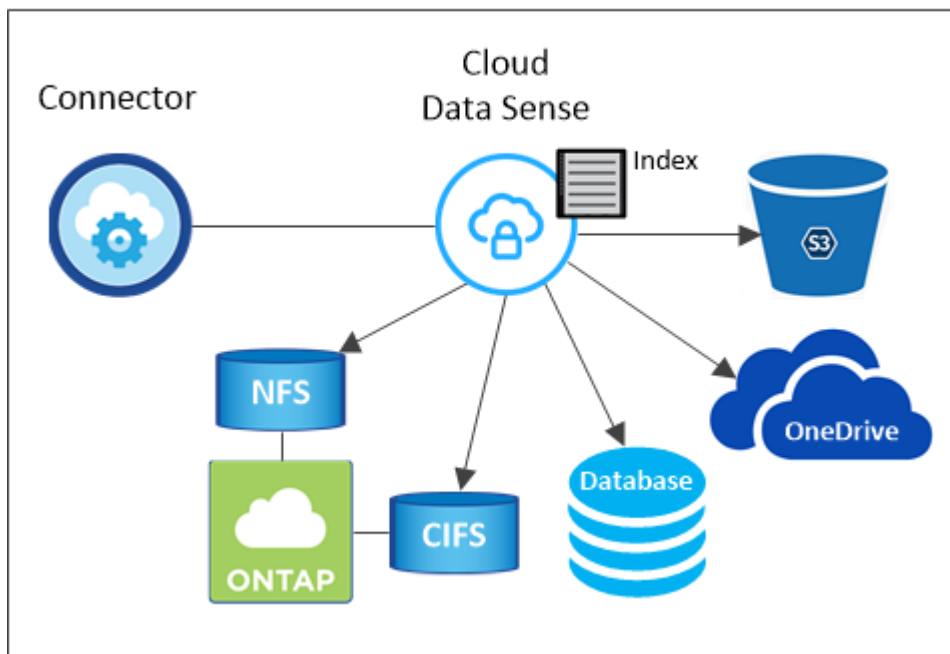 Connector
Cloud
Data Sense
Index
S3
NFS
OneDrive
Database
CIFS
ONTAP